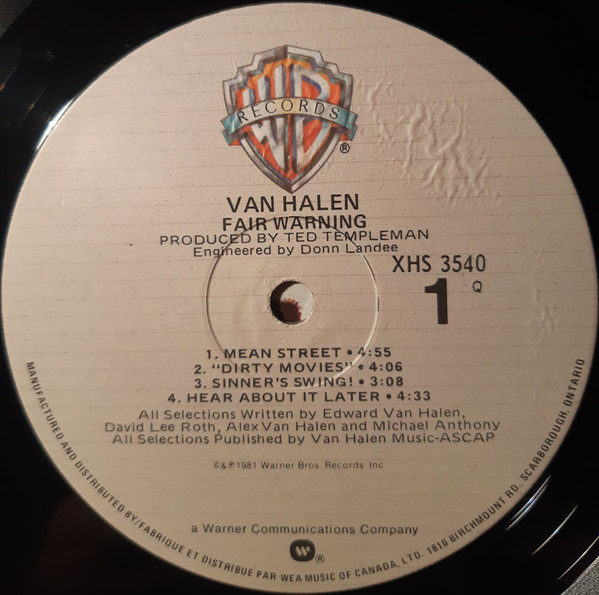 WB
RECORDS
®
VAN HALEN
FAIR WARNING
PRODUCED BY TED TEMPLEMAN
Engineered by Donn Landee
XHS 3540
1 Q
1. MEAN STREET • 4:55
2. "DIRTY MOVIES" • 4:06
3. SINNER'S SWING! • 3:08
4. HEAR ABOUT IT LATER • 4:33
All Selections Written by Edward Van Halen,
David Lee Roth, Alex Van Halen and Michael Anthony
All Selections Published by Van Halen Music-ASCAP
©&℗1981 Warner Bros. Records Inc
a Warner Communications Company
MANUFACTURED AND DISTRIBUTED BY/FABRIQUE ET DISTRIBUE PAR WEA MUSIC OF CANADA, LTD. 1810 BIRCHMOUNT RD., SCARBOROUGH, ONTARIO